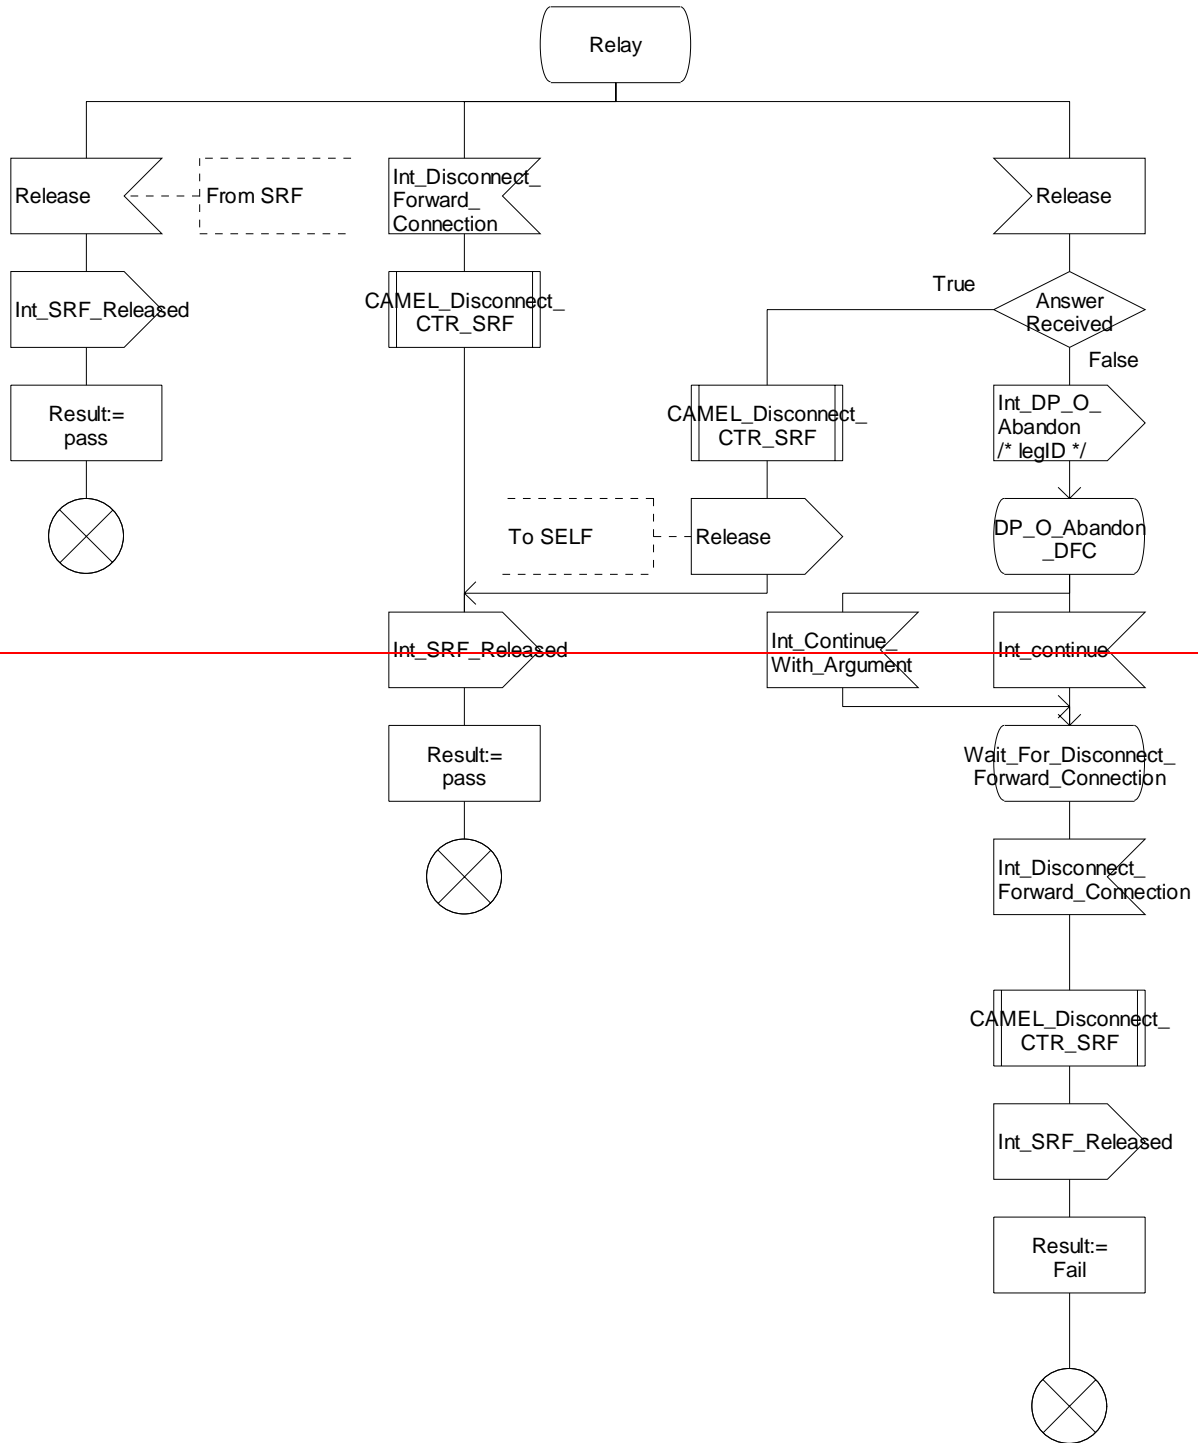 Relay
Release
From SRF
Int_Disconnect_
Forward_
Connection
Release
Int_SRF_Released
CAMEL_Disconnect_
CTR_SRF
True
Answer
Received
False
Result:=
pass
CAMEL_Disconnect_
CTR_SRF
Int_DP_O_
Abandon
/* legID */
To SELF
Release
DP_O_Abandon
_DFC
Int_SRF_Released
Int_Continue_
With_Argument
Int_continue
Result:=
pass
Wait_For_Disconnect_
Forward_Connection
Int_Disconnect_
Forward_Connection
CAMEL_Disconnect_
CTR_SRF
Int_SRF_Released
Result:=
Fail